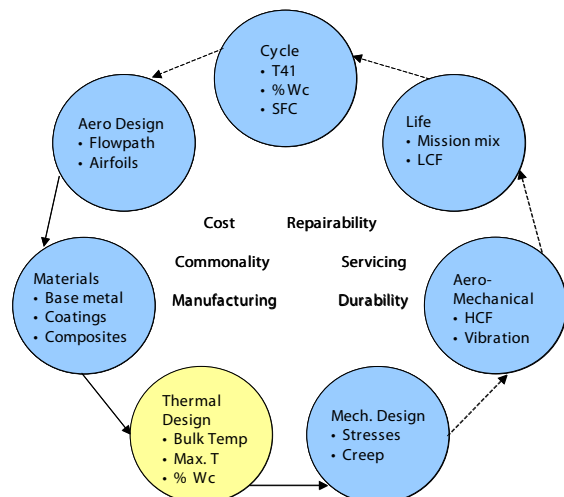 Cycle
• T41
• % Wc
• SFC
Aero Design
• Flowpath
• Airfoils
Life
• Mission mix
• LCF
Cost Repairability
Commonality Servicing
Manufacturing Durability
Materials
• Base metal
• Coatings
• Composites
Aero-
Mechanical
• HCF
• Vibration
Thermal
Design
• Bulk Temp
• Max. T
• % Wc
Mech. Design
• Stresses
• Creep